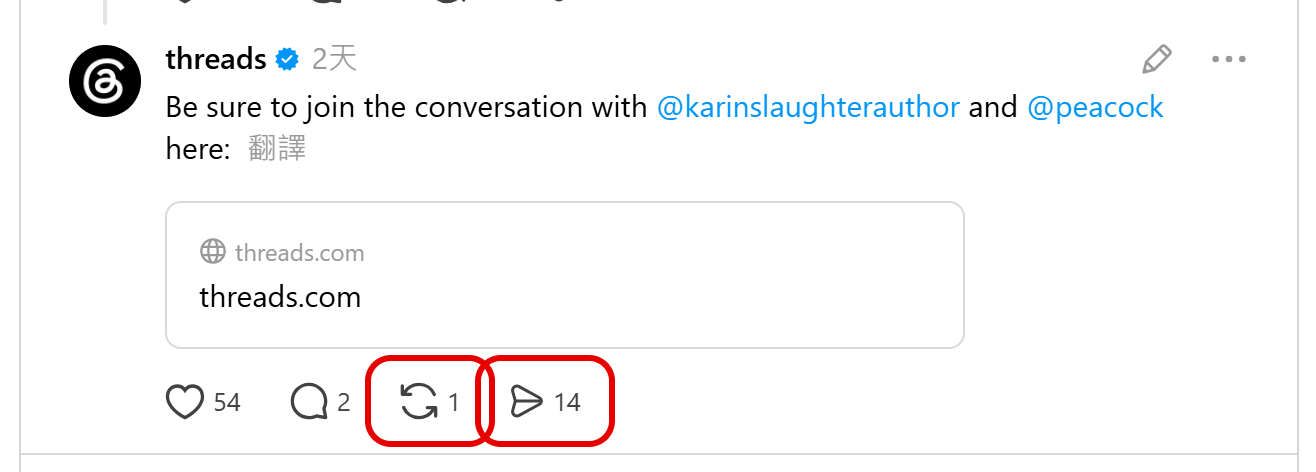 threads 2天
Be sure to join the conversation with @karinslaughterauthor and @peacock
here: 翻譯
threads.com
threads.com
54 2 1 14